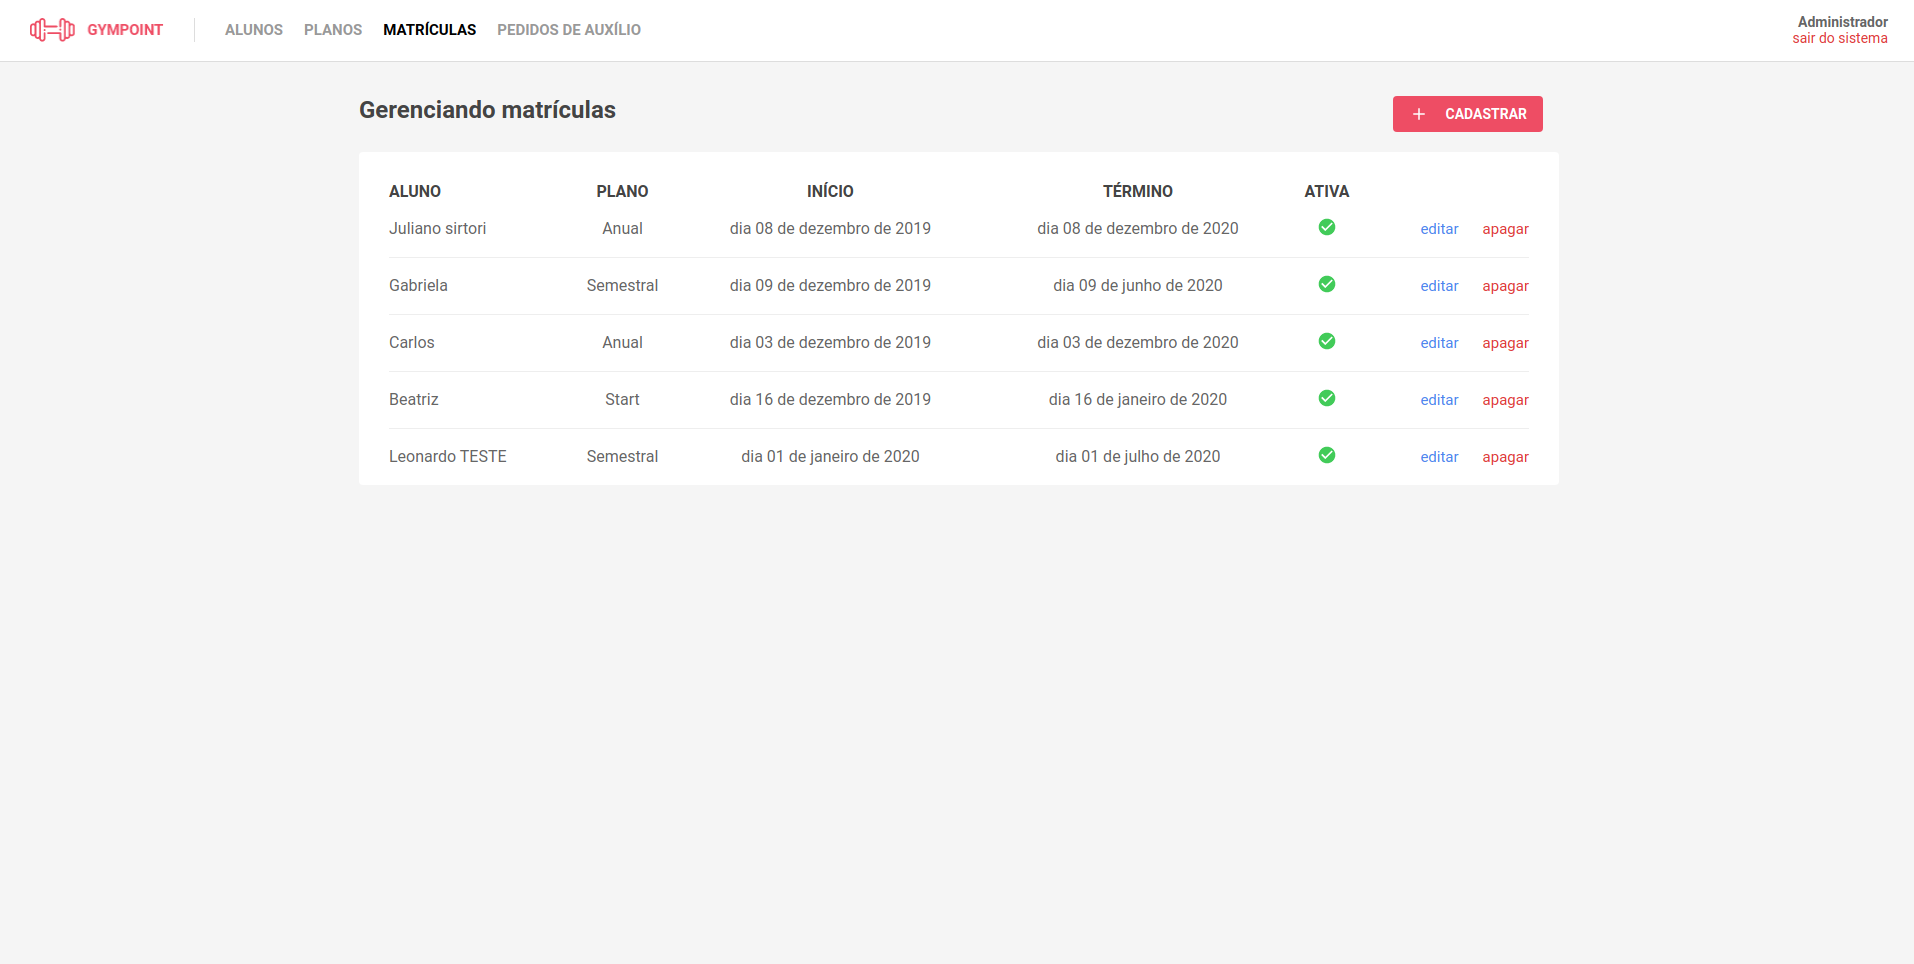 GYMPOINT ALUNOS PLANOS MATRÍCULAS PEDIDOS DE AUXÍLIO Administrador
sair do sistema
Gerenciando matrículas CADASTRAR
ALUNO PLANO INÍCIO TÉRMINO ATIVA
Juliano sirtori Anual dia 08 de dezembro de 2019 dia 08 de dezembro de 2020 editar apagar
Gabriela Semestral dia 09 de dezembro de 2019 dia 09 de junho de 2020 editar apagar
Carlos Anual dia 03 de dezembro de 2019 dia 03 de dezembro de 2020 editar apagar
Beatriz Start dia 16 de dezembro de 2019 dia 16 de janeiro de 2020 editar apagar
Leonardo TESTE Semestral dia 01 de janeiro de 2020 dia 01 de julho de 2020 editar apagar